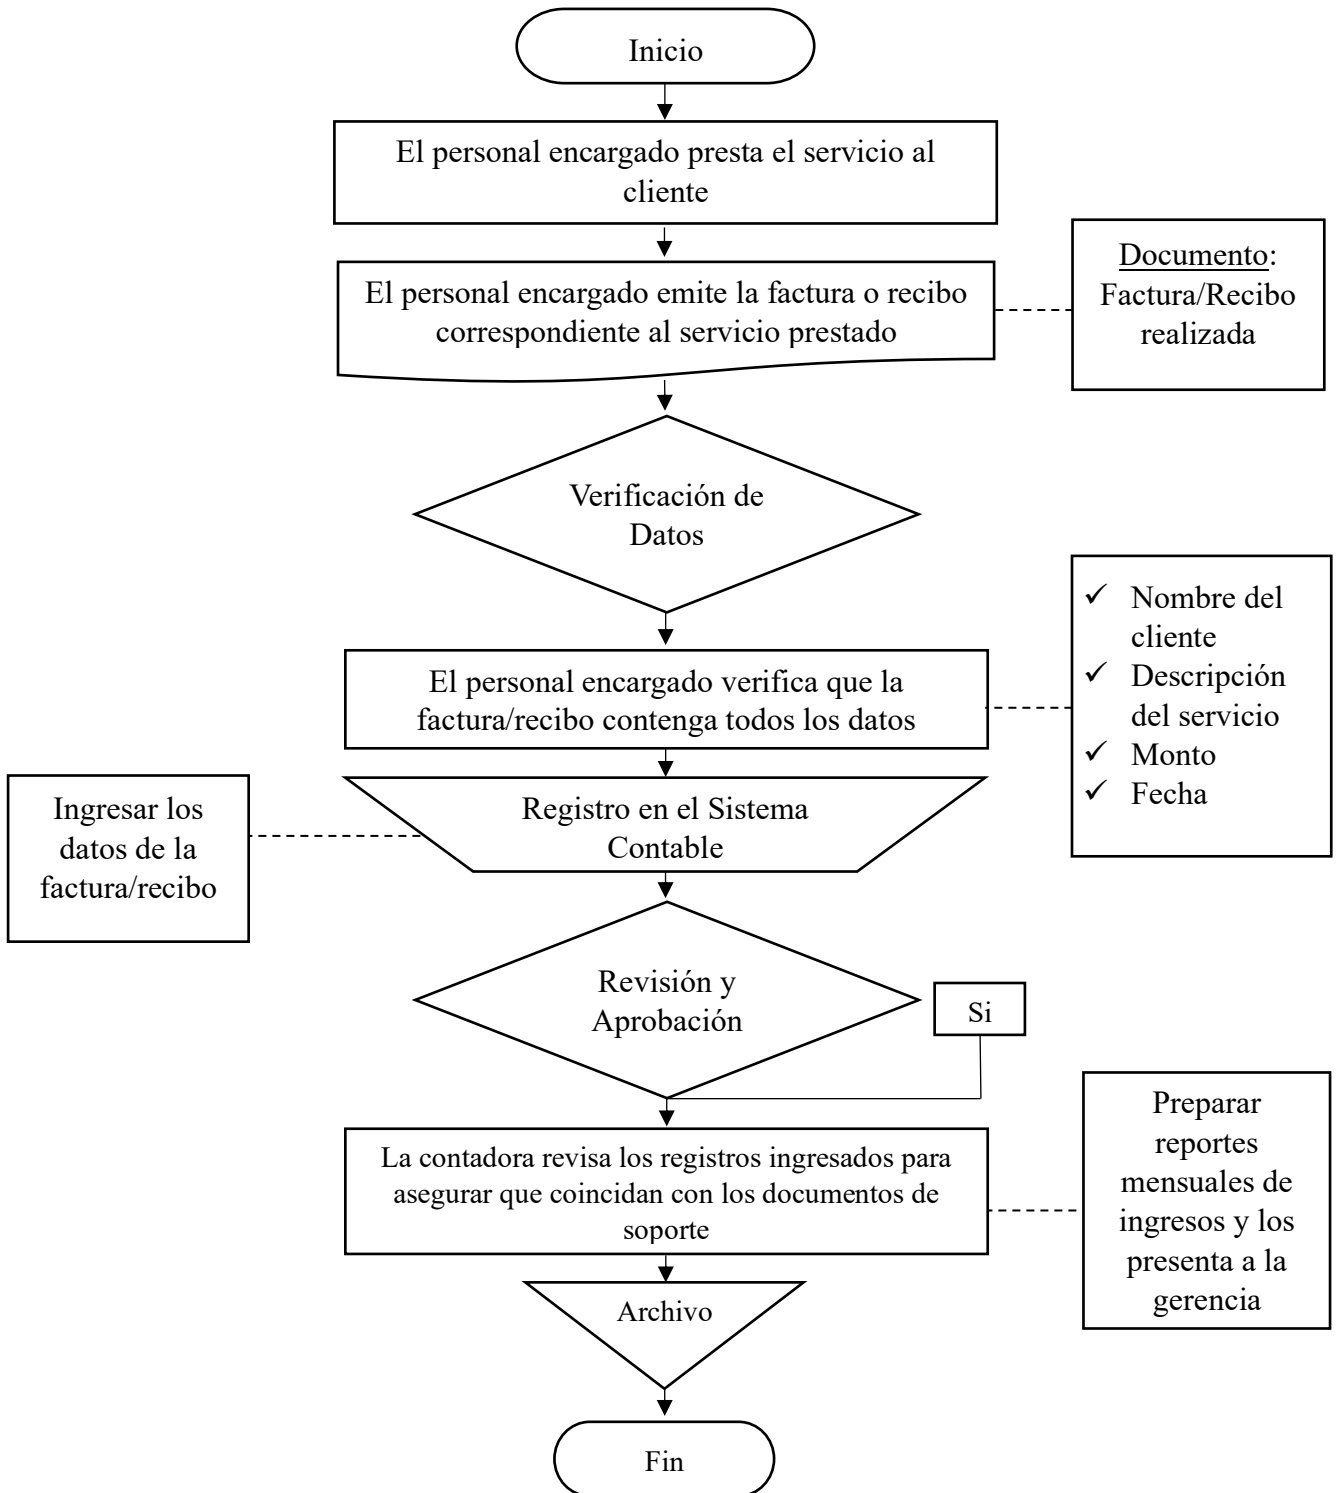 Inicio
El personal encargado presta el servicio al
cliente
El personal encargado emite la factura o recibo
correspondiente al servicio prestado
Documento:
Factura/Recibo
realizada
Verificación de
Datos
El personal encargado verifica que la
factura/recibo contenga todos los datos
✓ Nombre del
cliente
✓ Descripción
del servicio
✓ Monto
✓ Fecha
Ingresar los
datos de la
factura/recibo
Registro en el Sistema
Contable
Revisión y
Aprobación
Si
La contadora revisa los registros ingresados para
asegurar que coincidan con los documentos de
soporte
Preparar
reportes
mensuales de
ingresos y los
presenta a la
gerencia
Archivo
Fin